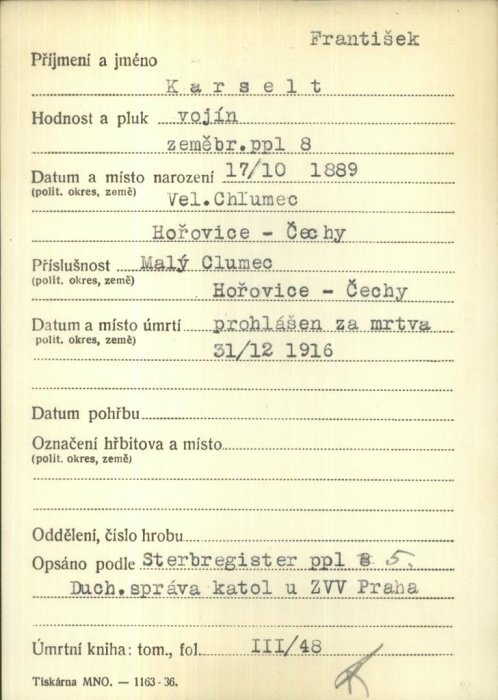 František
Příjmení a jméno
Karselt
Hodnost a pluk vojín
zeměbr.ppl 8
Datum a místo narození 17/10 1889
(polit. okres, země) Vel.Chľumec
Hořovice - Čechy
Příslušnost Malý Clumec
(polit. okres, země) Hořovice - Čechy
Datum a místo úmrtí prohlášen za mrtva
polit. okres, země) 31/12 1916
Datum pohřbu
Označení hřbitova a místo
(polit. okres, země)
Oddělení, číslo hrobu
Opsáno podle Sterbregister ppl 8 5.
Duch.správa katol u ZVV Praha
Úmrtní kniha: tom., fol. III/48
Tiskárna MNO. — 1163-36.